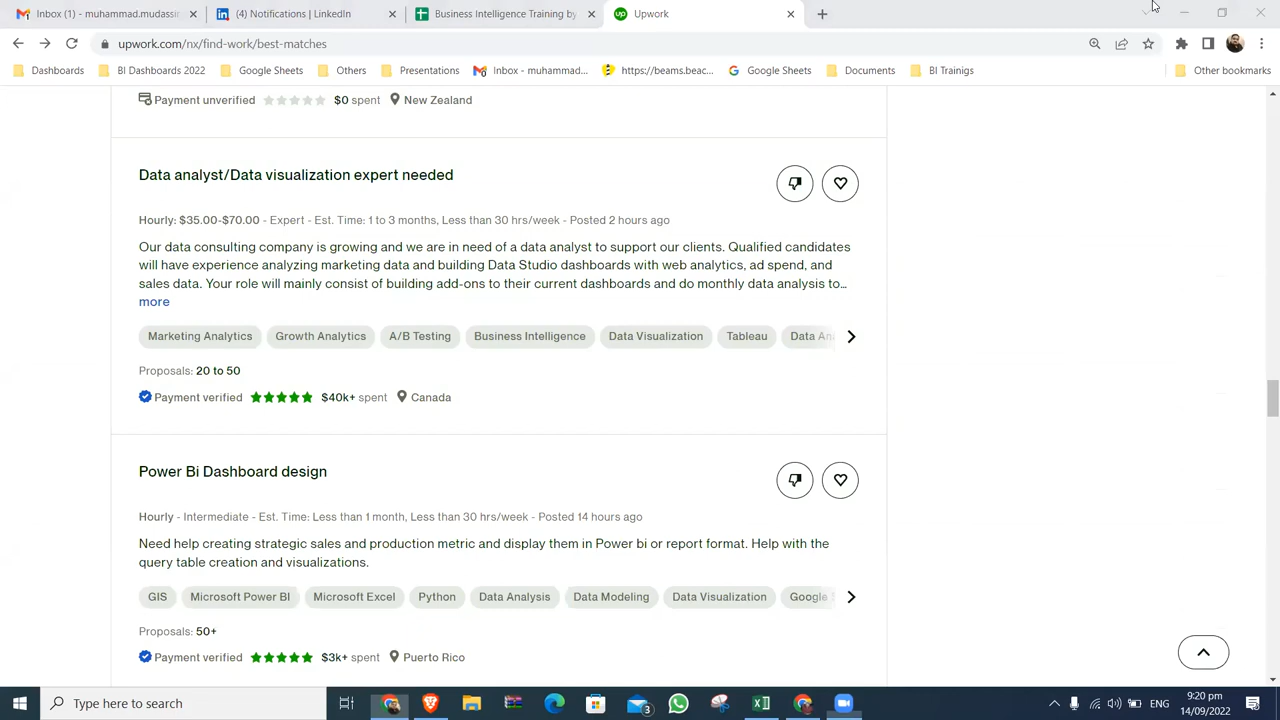 Inbox (1) - muhammad.mudassir
(4) Notifications | LinkedIn
Business Intelligence Training by
up
Upwork
upwork.com/nx/find-work/best-matches
Dashboards
BI Dashboards 2022
Google Sheets
Others
Presentations
Inbox - muhammad...
https://beams.beac...
Google Sheets
Documents
BI Trainigs
Other bookmarks
Payment unverified $0 spent New Zealand
Data analyst/Data visualization expert needed
Hourly: $35.00-$70.00 - Expert - Est. Time: 1 to 3 months, Less than 30 hrs/week - Posted 2 hours ago
Our data consulting company is growing and we are in need of a data analyst to support our clients. Qualified candidates
will have experience analyzing marketing data and building Data Studio dashboards with web analytics, ad spend, and
sales data. Your role will mainly consist of building add-ons to their current dashboards and do monthly data analysis to...
more
Marketing Analytics Growth Analytics A/B Testing Business Intelligence Data Visualization Tableau Data An
Proposals: 20 to 50
Payment verified $40k+ spent Canada
Power Bi Dashboard design
Hourly - Intermediate - Est. Time: Less than 1 month, Less than 30 hrs/week - Posted 14 hours ago
Need help creating strategic sales and production metric and display them in Power bi or report format. Help with the
query table creation and visualizations.
GIS Microsoft Power BI Microsoft Excel Python Data Analysis Data Modeling Data Visualization Google
Proposals: 50+
Payment verified $3k+ spent Puerto Rico
Type here to search
3
9:20 pm
14/09/2022